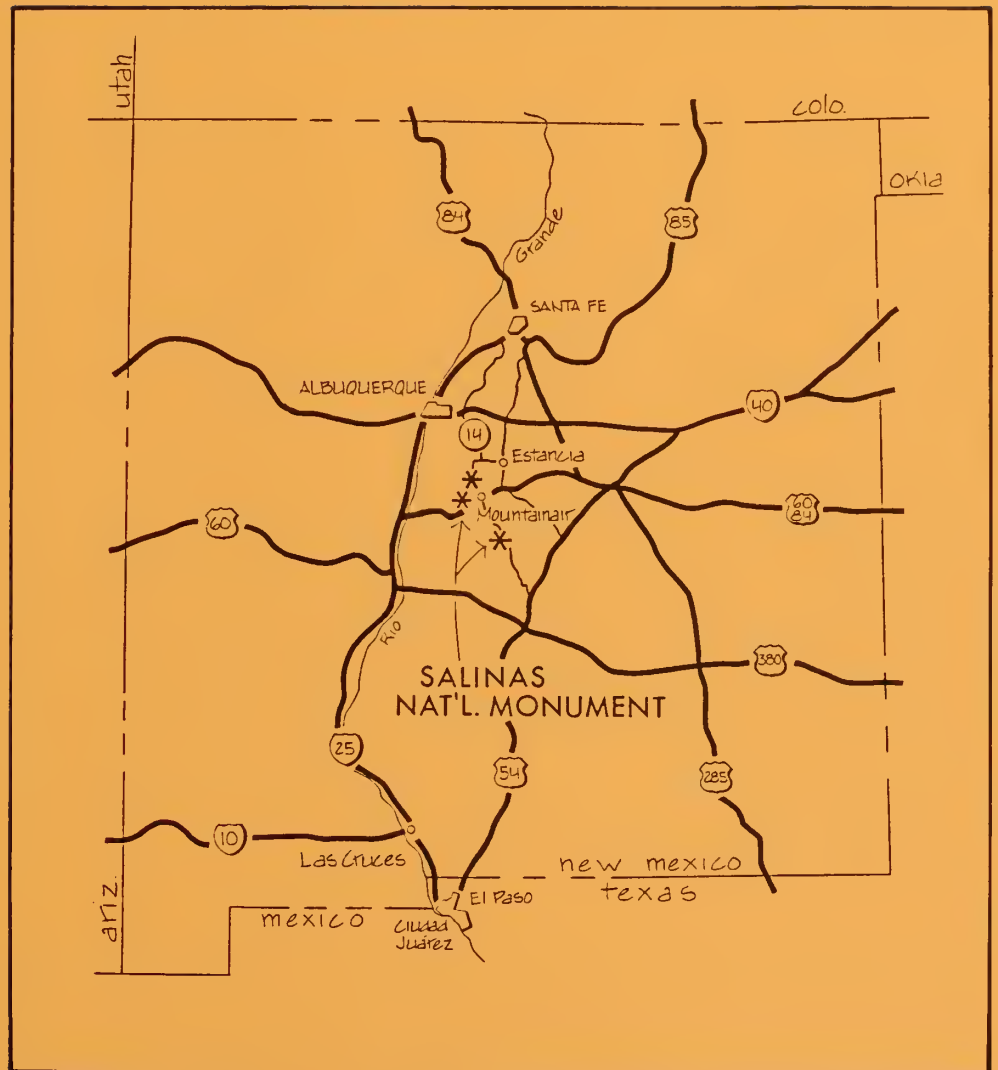 utah
colo.
okla
84
85
Grande
SANTA FE
ALBUQUERQUE
40
14
Estancia
60
Mountainair
60
84
RIO
380
SALINAS
NAT'L. MONUMENT
25
54
285
10
Las Cruces
new mexico
texas
ariz.
mexico
El Paso
Ciudad
Juárez